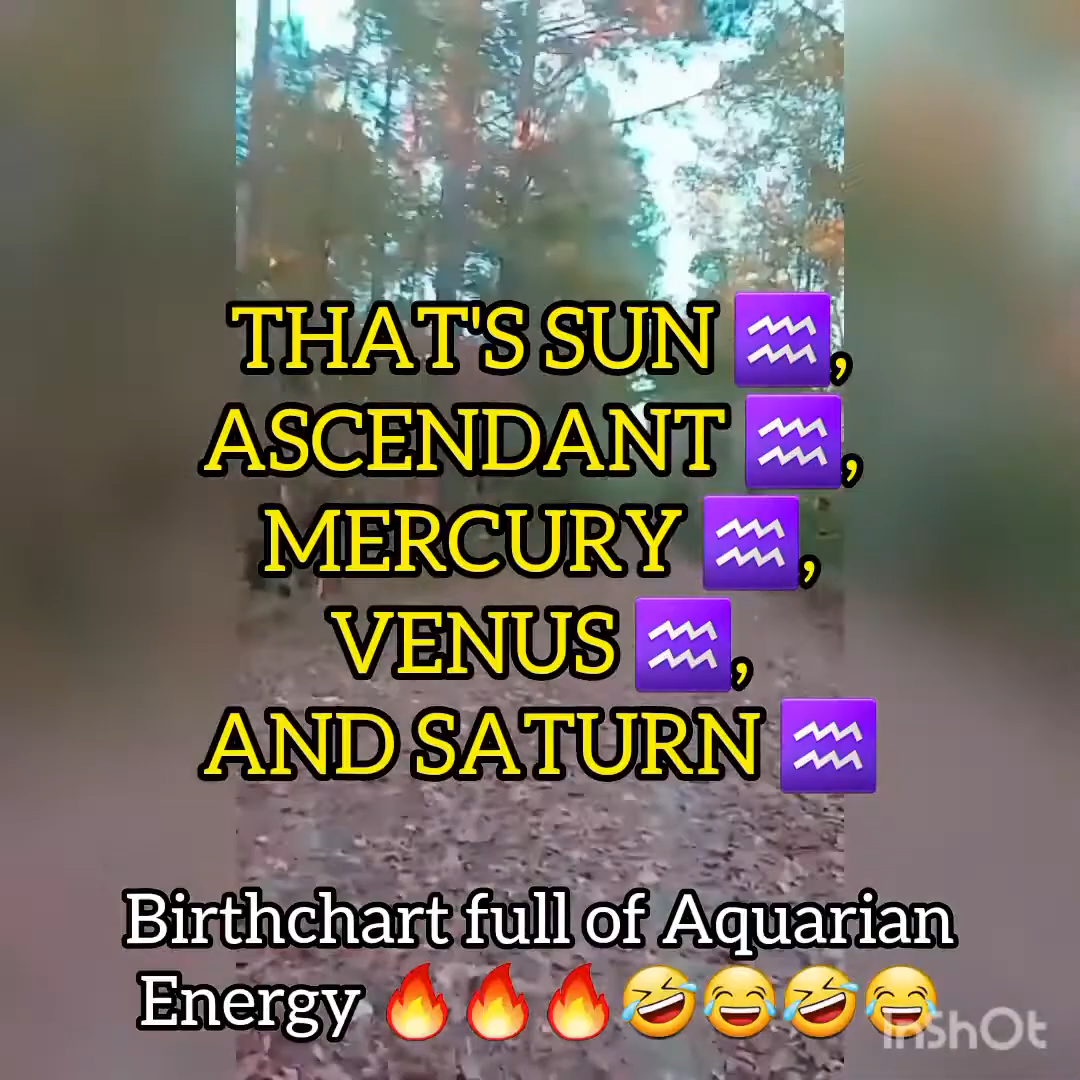 THAT'S SUN ♒,
ASCENDANT ♒,
MERCURY ♒,
VENUS ♒,
AND SATURN ♒
Birthchart full of Aquarian
Energy 🔥🔥🔥🤣😂🤣😂
InShOt